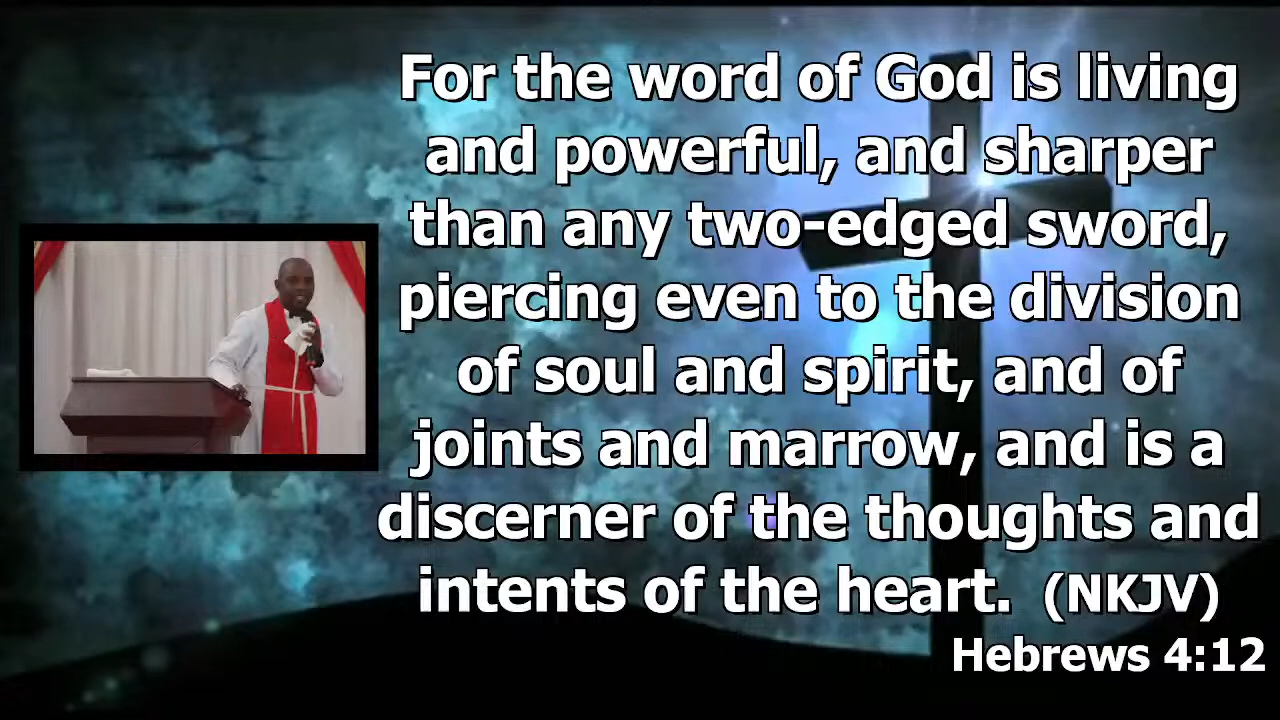 For the word of God is living
and powerful, and sharper
than any two-edged sword,
piercing even to the division
of soul and spirit, and of
joints and marrow, and is a
discerner of the thoughts and
intents of the heart. (NKJV)
Hebrews 4:12